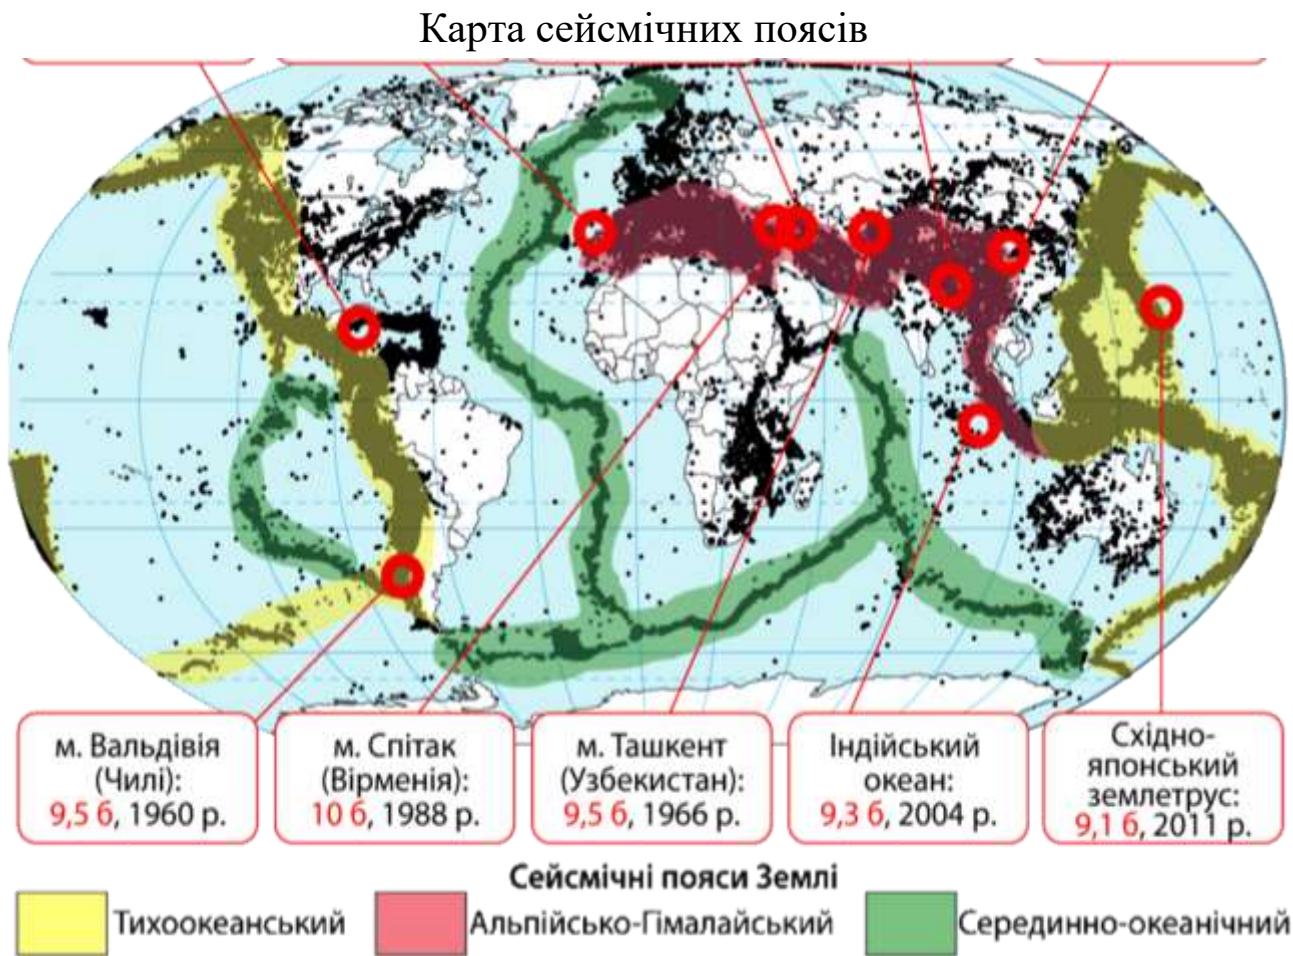 Карта сейсмічних поясів
м. Вальдівія
(Чилі):
9,5 б, 1960 р.
м. Спітак
(Вірменія):
10 б, 1988 р.
м. Ташкент
(Узбекистан):
9,5 б, 1966 р.
Індійський
океан:
9,3 б, 2004 р.
Східно-
японський
землетрус:
9,1 б, 2011 р.
Сейсмічні пояси Землі
Тихоокеанський
Альпійсько-Гімалайський
Серединно-океанічний